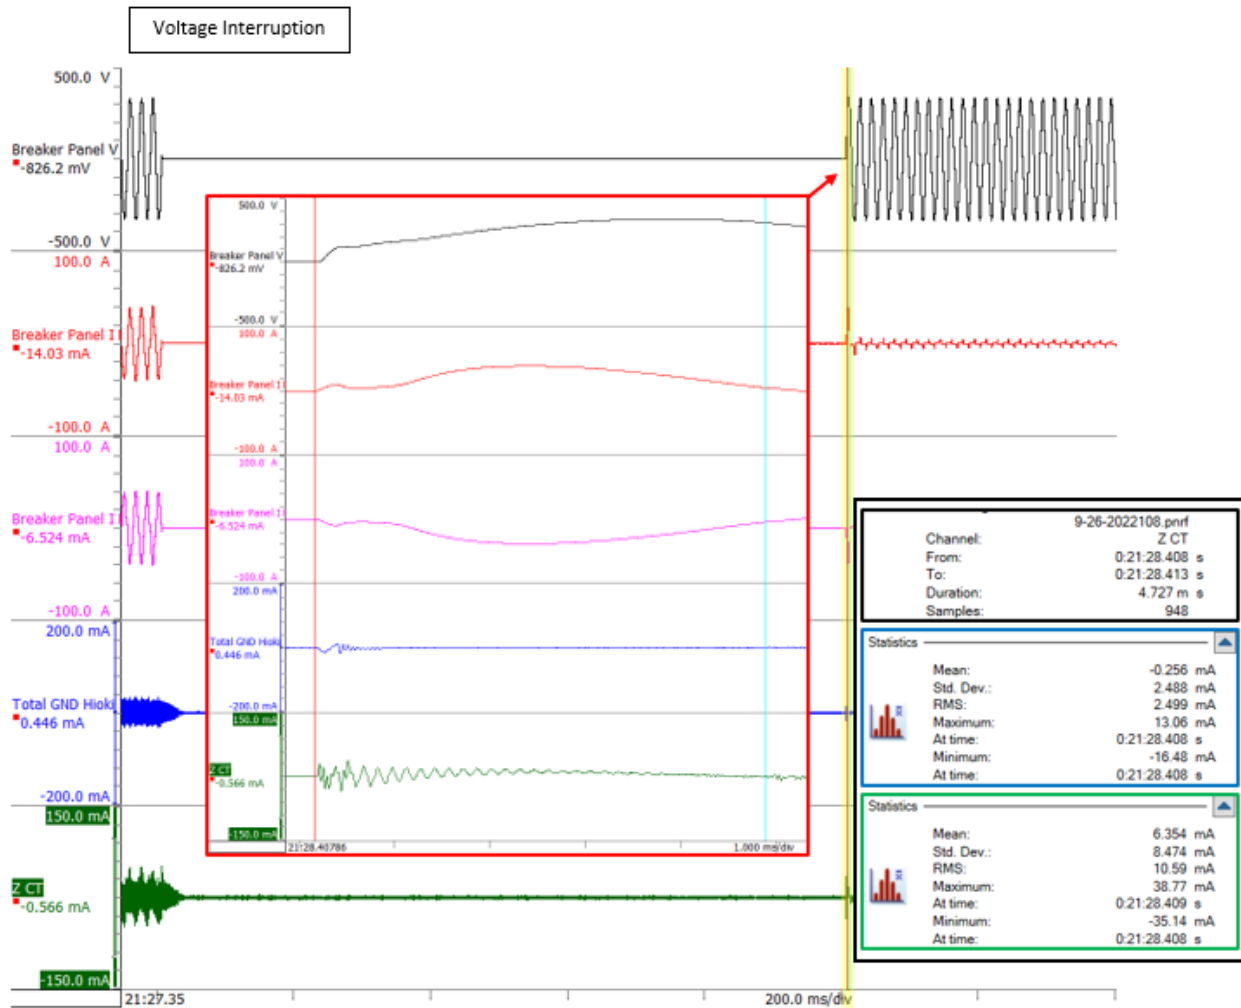 Voltage Interruption
500.0 V
Breaker Panel V
-826.2 mV
-500.0 V
100.0 A
Breaker Panel I
-14.03 mA
-100.0 A
100.0 A
Breaker Panel I
-6.524 mA
-100.0 A
200.0 mA
Total GND Hioki
0.446 mA
-200.0 mA
150.0 mA
Z CT
-0.566 mA
-150.0 mA
21:27.35
200.0 ms/div
500.0 V
Breaker Panel V
-826.2 mV
-500.0 V
100.0 A
Breaker Panel I
-14.03 mA
-100.0 A
100.0 A
Breaker Panel I
-6.524 mA
-100.0 A
200.0 mA
Total GND Hioki
0.446 mA
-200.0 mA
150.0 mA
Z CT
-0.566 mA
-150.0 mA
21:28.40786
1.000 ms/div
9-26-2022108.pnrf
Channel: Z CT
From: 0:21:28.408 s
To: 0:21:28.413 s
Duration: 4.727 m s
Samples: 948
Statistics
Mean: -0.256 mA
Std. Dev.: 2.488 mA
RMS: 2.499 mA
Maximum: 13.06 mA
At time: 0:21:28.408 s
Minimum: -16.48 mA
At time: 0:21:28.408 s
Statistics
Mean: 6.354 mA
Std. Dev.: 8.474 mA
RMS: 10.59 mA
Maximum: 38.77 mA
At time: 0:21:28.409 s
Minimum: -35.14 mA
At time: 0:21:28.408 s